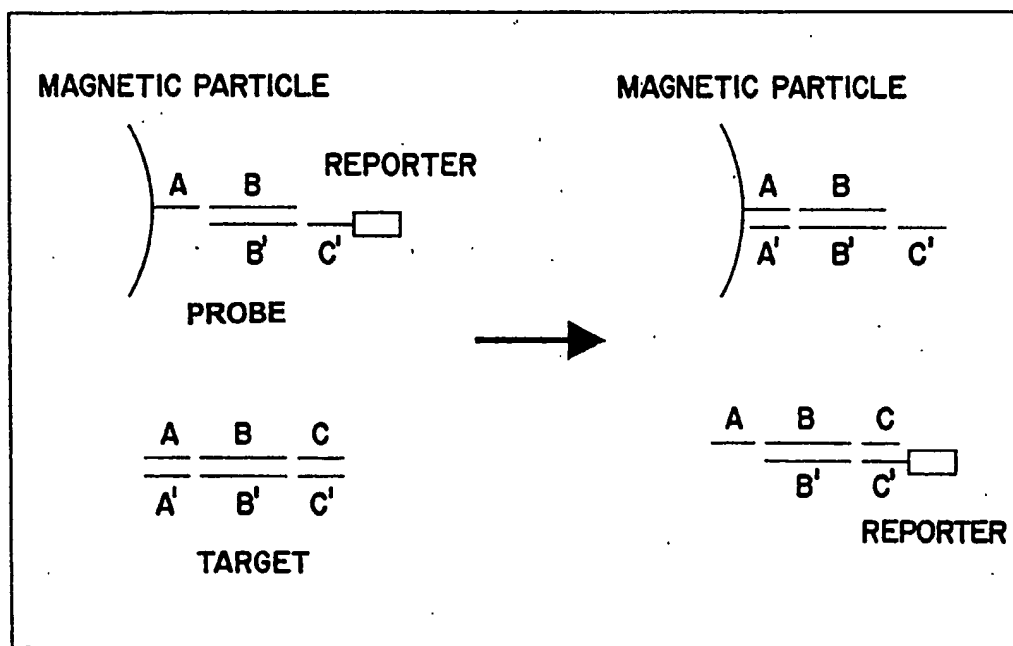 MAGNETIC PARTICLE
REPORTER
A B
B' C'
PROBE
A B C
A' B' C'
TARGET
MAGNETIC PARTICLE
A B
A' B' C'
A B C
B' C'
REPORTER